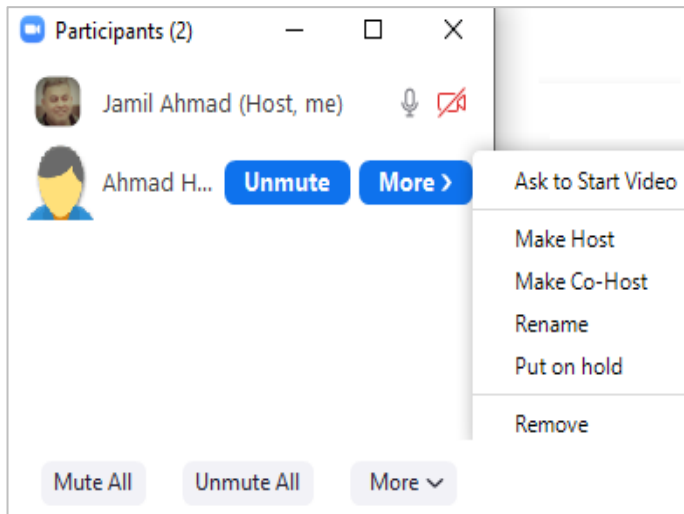 Participants (2)
Jamil Ahmad (Host, me)
Ahmad H... Unmute More >
Ask to Start Video
Make Host
Make Co-Host
Rename
Put on hold
Remove
Mute All Unmute All More